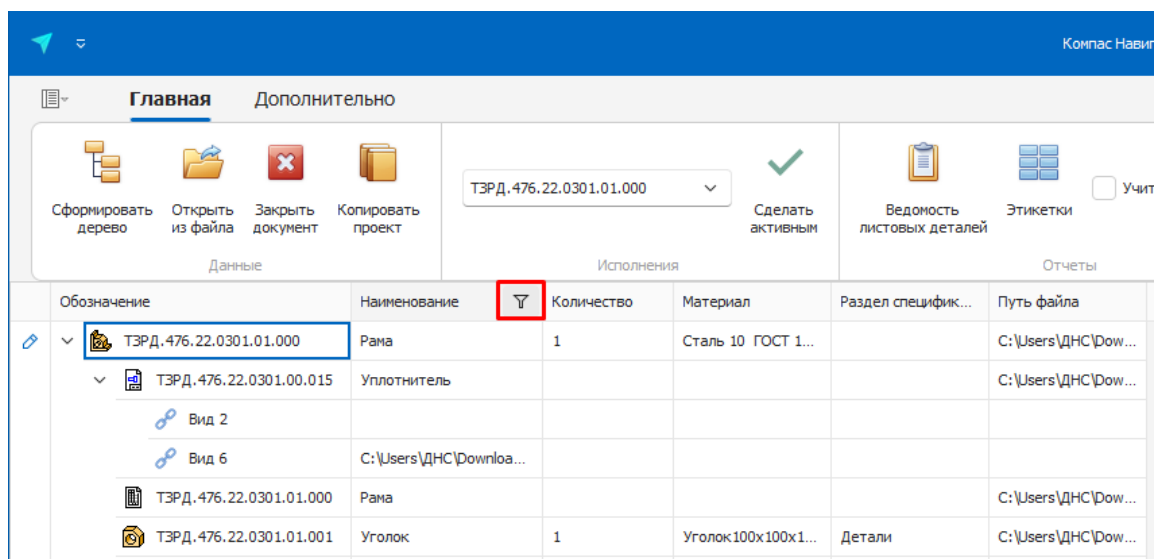 Компас Навиг
Главная Дополнительно
Сформировать дерево Открыть из файла Закрыть документ Копировать проект ТЗРД.476.22.0301.01.000 Сделать активным Ведомость листовых деталей Этикетки Учит
Данные Исполнения Отчеты
Обозначение Наименование Количество Материал Раздел специфик... Путь файла
ТЗРД.476.22.0301.01.000 Рама 1 Сталь 10 ГОСТ 1... C:\Users\ДНС\Dow...
ТЗРД.476.22.0301.00.015 Уплотнитель C:\Users\ДНС\Dow...
Вид 2
Вид 6 C:\Users\ДНС\Downloa...
ТЗРД.476.22.0301.01.000 Рама C:\Users\ДНС\Dow...
ТЗРД.476.22.0301.01.001 Уголок 1 Уголок100х100х1... Детали C:\Users\ДНС\Dow...